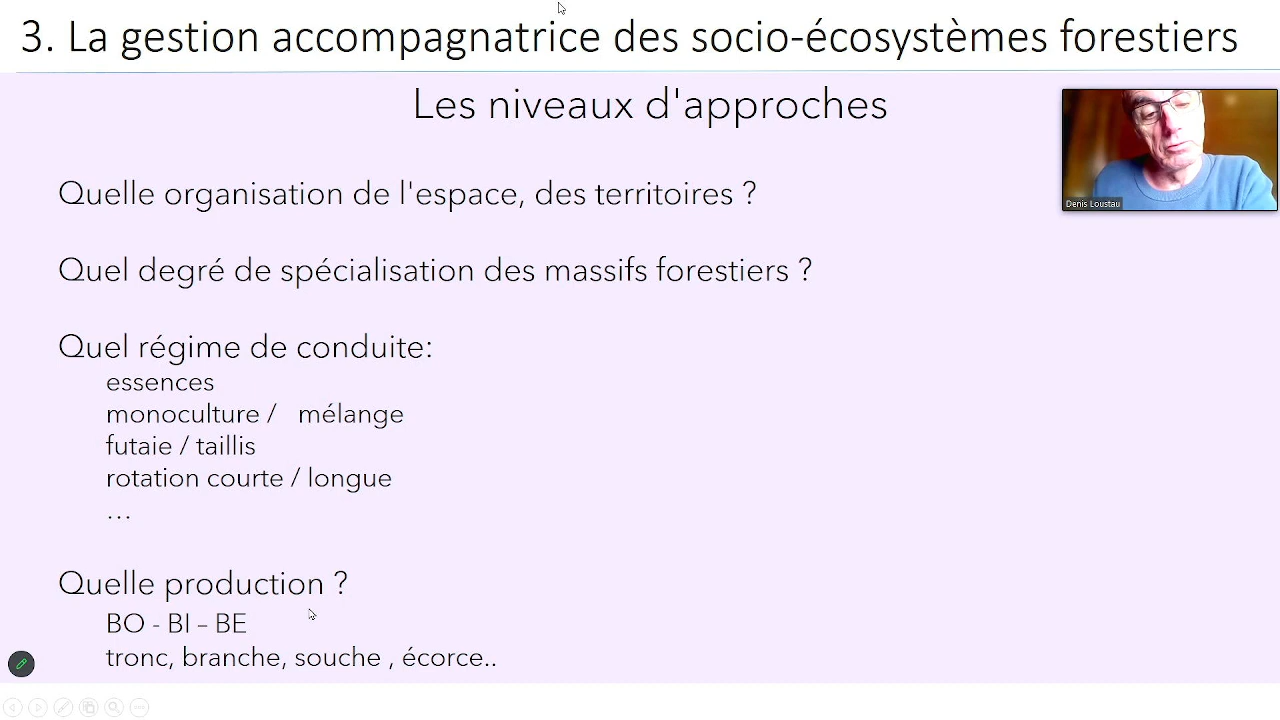 3. La gestion accompagnatrice des socio-écosystèmes forestiers
Les niveaux d'approches
Denis Loustau
Quelle organisation de l'espace, des territoires ?
Quel degré de spécialisation des massifs forestiers ?
Quel régime de conduite:
essences
monoculture / mélange
futaie / taillis
rotation courte / longue
…
Quelle production ?
BO - BI – BE
tronc, branche, souche , écorce..